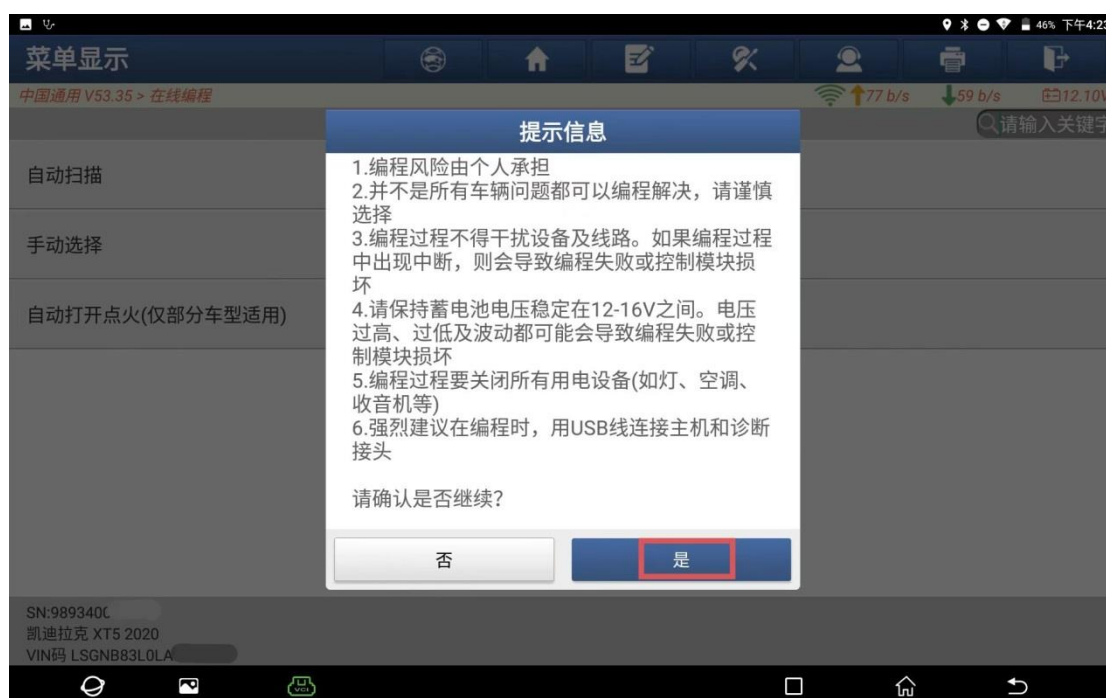 46% 下午4:23
菜单显示
中国通用 V53.35 > 在线编程
77 b/s
59 b/s
12.10V
请输入关键字
自动扫描
手动选择
自动打开点火(仅部分车型适用)
提示信息
1.编程风险由个人承担
2.并不是所有车辆问题都可以编程解决，请谨慎
选择
3.编程过程不得干扰设备及线路。如果编程过程
中出现中断，则会导致编程失败或控制模块损
坏
4.请保持蓄电池电压稳定在12-16V之间。电压
过高、过低及波动都可能会导致编程失败或控
制模块损坏
5.编程过程要关闭所有用电设备(如灯、空调、
收音机等)
6.强烈建议在编程时，用USB线连接主机和诊断
接头
请确认是否继续?
否
是
SN:989340
凯迪拉克 XT5 2020
VIN码 LSGNB83L0LA
VCI